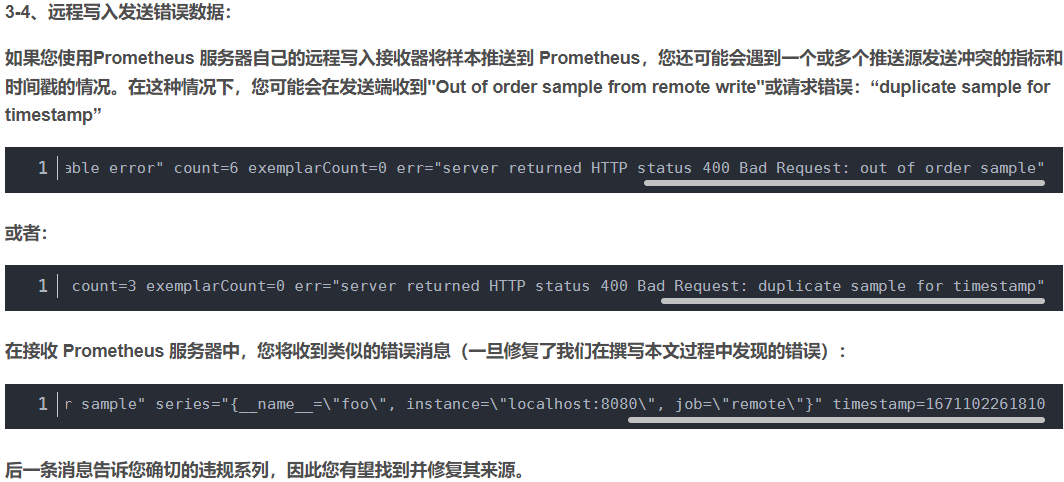 3-4、远程写入发送错误数据：
如果您使用Prometheus 服务器自己的远程写入接收器将样本推送到 Prometheus，您还可能会遇到一个或多个推送源发送冲突的指标和
时间戳的情况。在这种情况下，您可能会在发送端收到"Out of order sample from remote write"或请求错误：“duplicate sample for
timestamp”
1 able error" count=6 exemplarCount=0 err="server returned HTTP status 400 Bad Request: out of order sample"
或者：
1 count=3 exemplarCount=0 err="server returned HTTP status 400 Bad Request: duplicate sample for timestamp"
在接收 Prometheus 服务器中，您将收到类似的错误消息（一旦修复了我们在撰写本文过程中发现的错误）：
1 r sample" series="{__name__=\"foo\", instance=\"localhost:8080\", job=\"remote\"}" timestamp=1671102261810
后一条消息告诉您确切的违规系列，因此您有望找到并修复其来源。